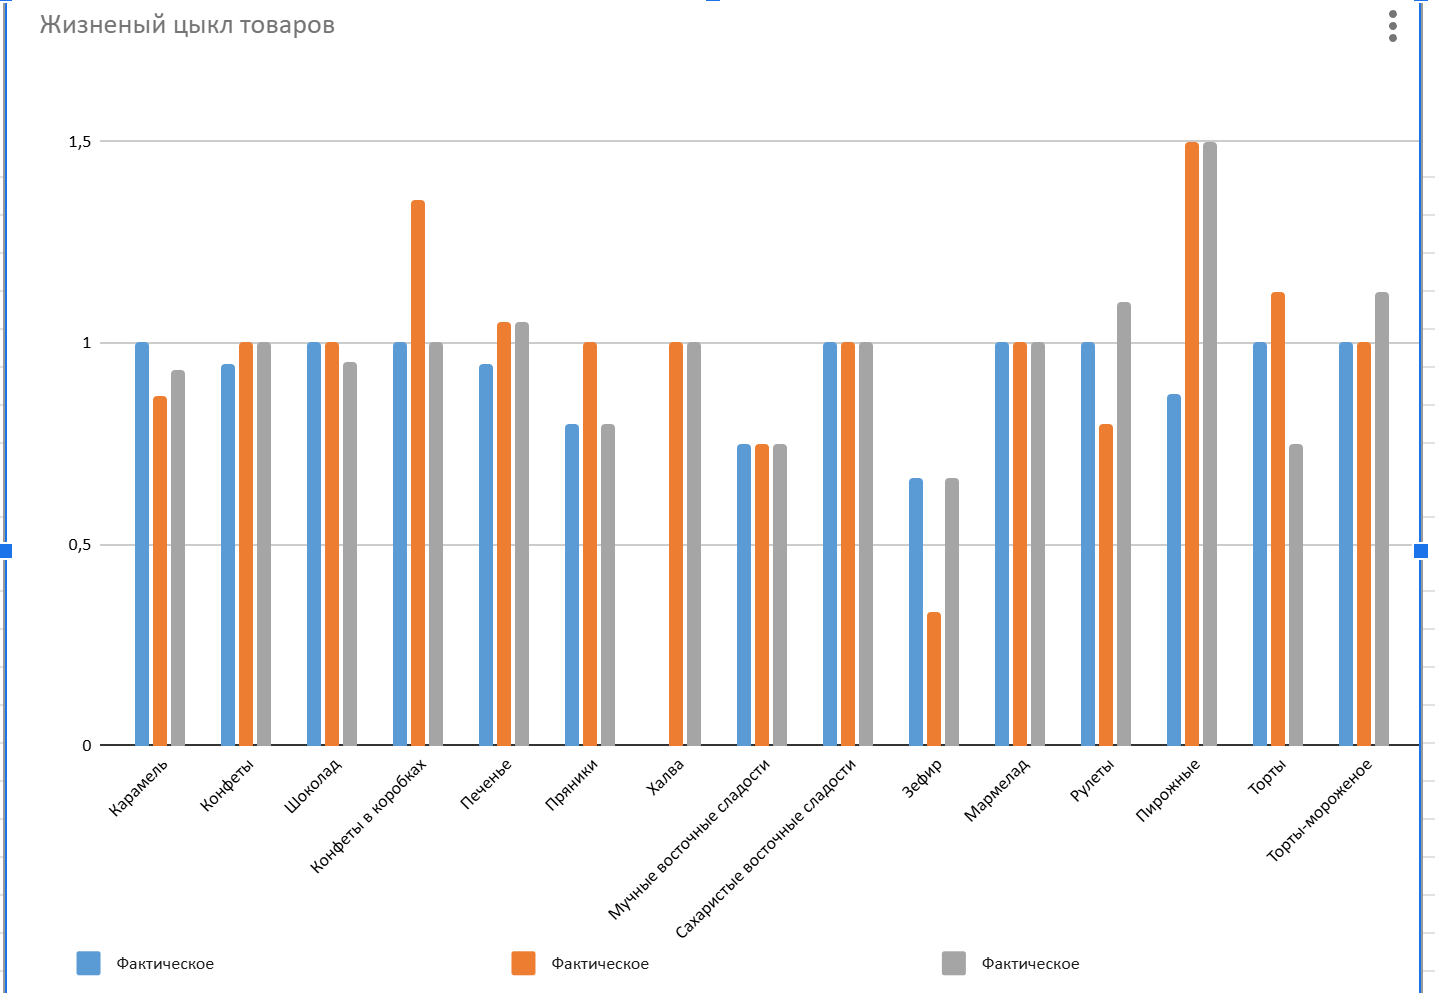 Жизненый цыкл товаров
1,5
1
0,5
0
Карамель
Конфеты
Шоколад
Конфеты в коробках
Печенье
Пряники
Халва
Мучные восточные сладости
Сахаристые восточные сладости
Зефир
Мармелад
Рулеты
Пирожные
Торты
Торты-мороженое
Фактическое
Фактическое
Фактическое